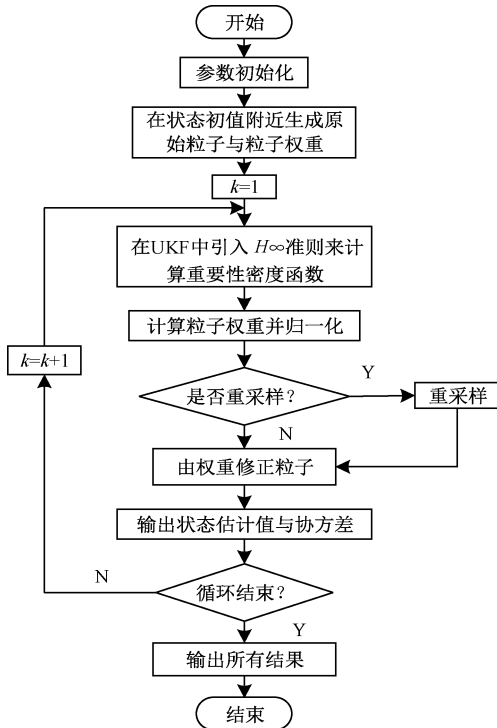 开始
参数初始化
在状态初值附近生成原
始粒子与粒子权重
k=1
在UKF中引入 H∞准则来计
算重要性密度函数
计算粒子权重并归一化
k=k+1
是否重采样?
Y
重采样
N
由权重修正粒子
输出状态估计值与协方差
N
循环结束?
Y
输出所有结果
结束